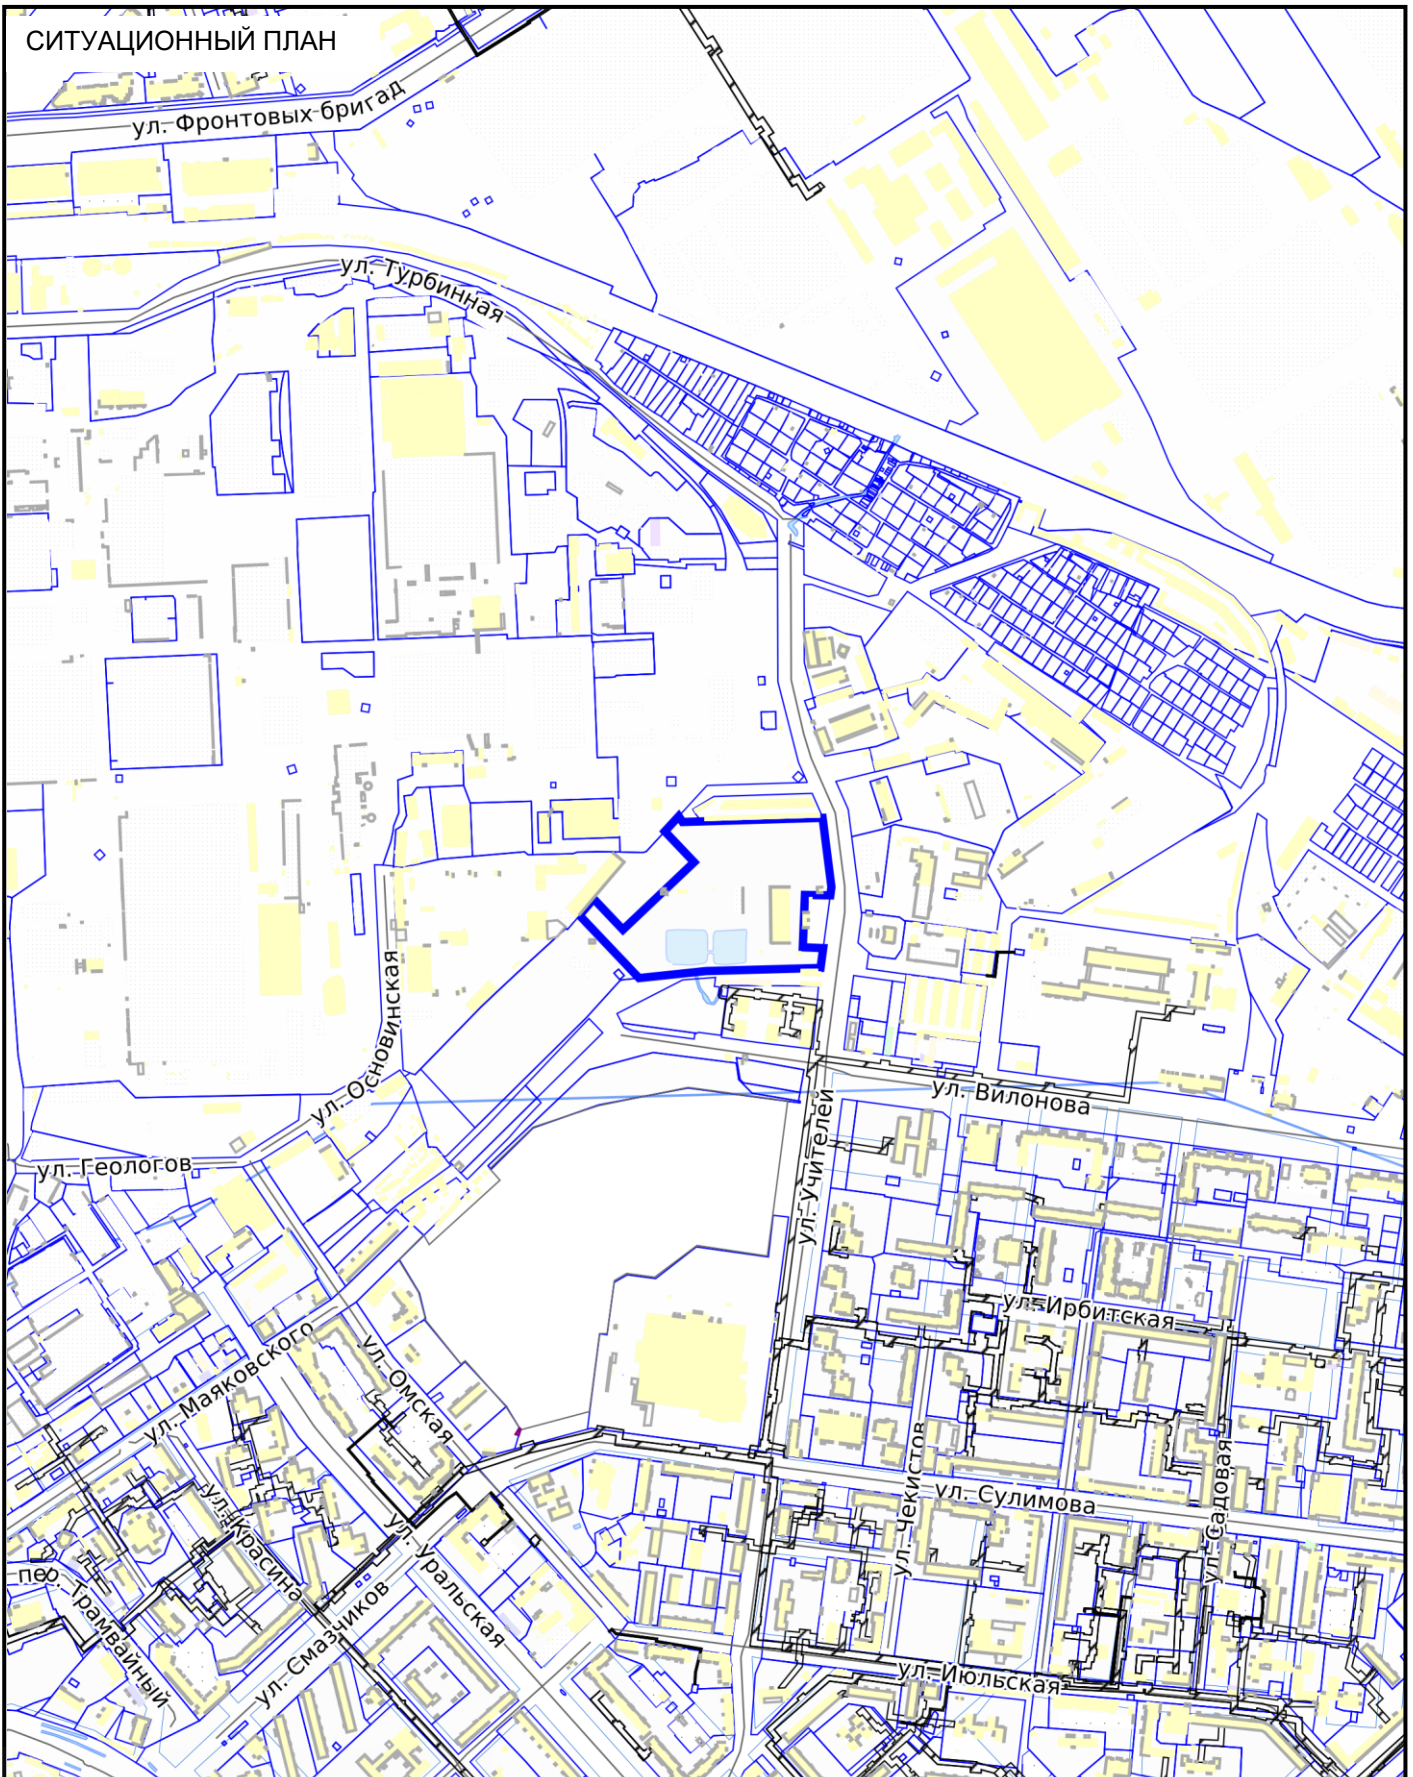 СИТУАЦИОННЫЙ ПЛАН
ул. Фронтовых бригад
ул. Турбинная
ул. Основинская
ул. Вилонова
ул. Учителей
ул. Геологов
ул. Ирбитская
ул. Маяковского
ул. Омская
ул. Чекистов
ул. Сулимова
ул. Садовая
ул. Красина
ул. Уральская
пер. Трамвайный
ул. Смазчиков
ул. Июльская